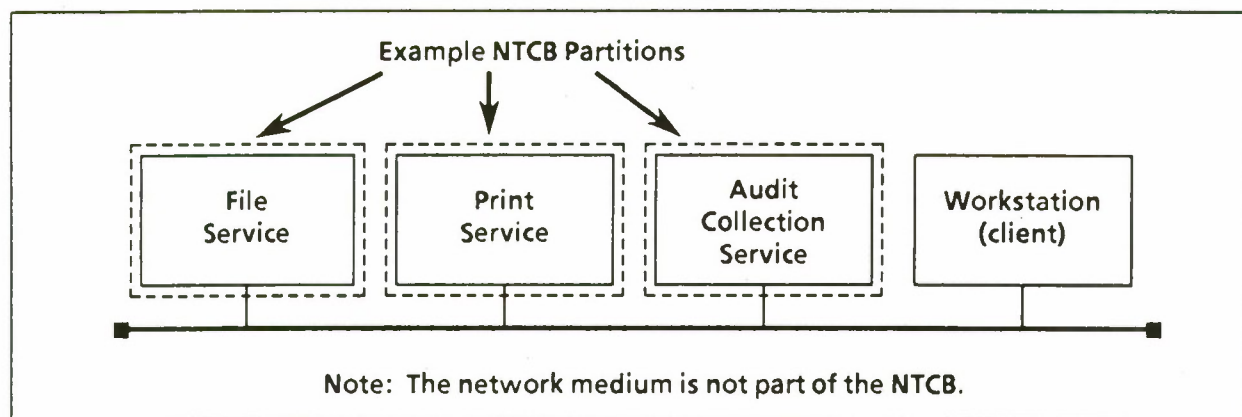 Example NTCB Partitions
File
Service
Print
Service
Audit
Collection
Service
Workstation
(client)
Note: The network medium is not part of the NTCB.